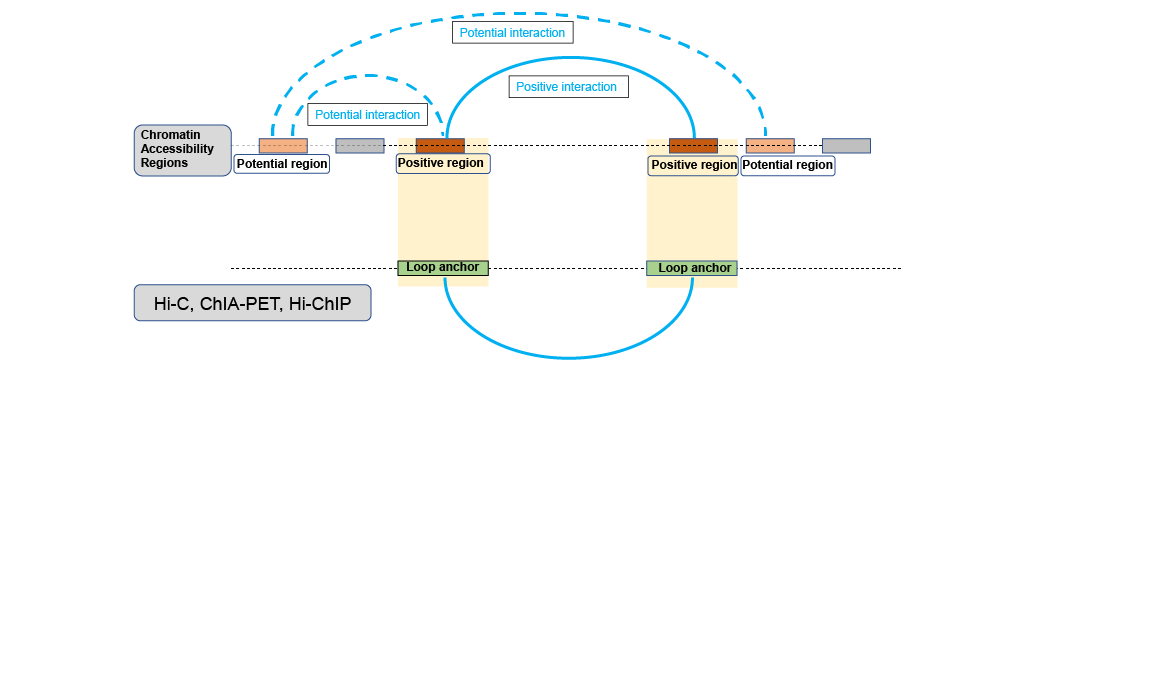 Potential interaction
Positive interaction
Potential interaction
Chromatin
Accessibility
Regions
Potential region
Positive region
Positive region
Potential region
Loop anchor
Loop anchor
Hi-C, ChIA-PET, Hi-ChIP